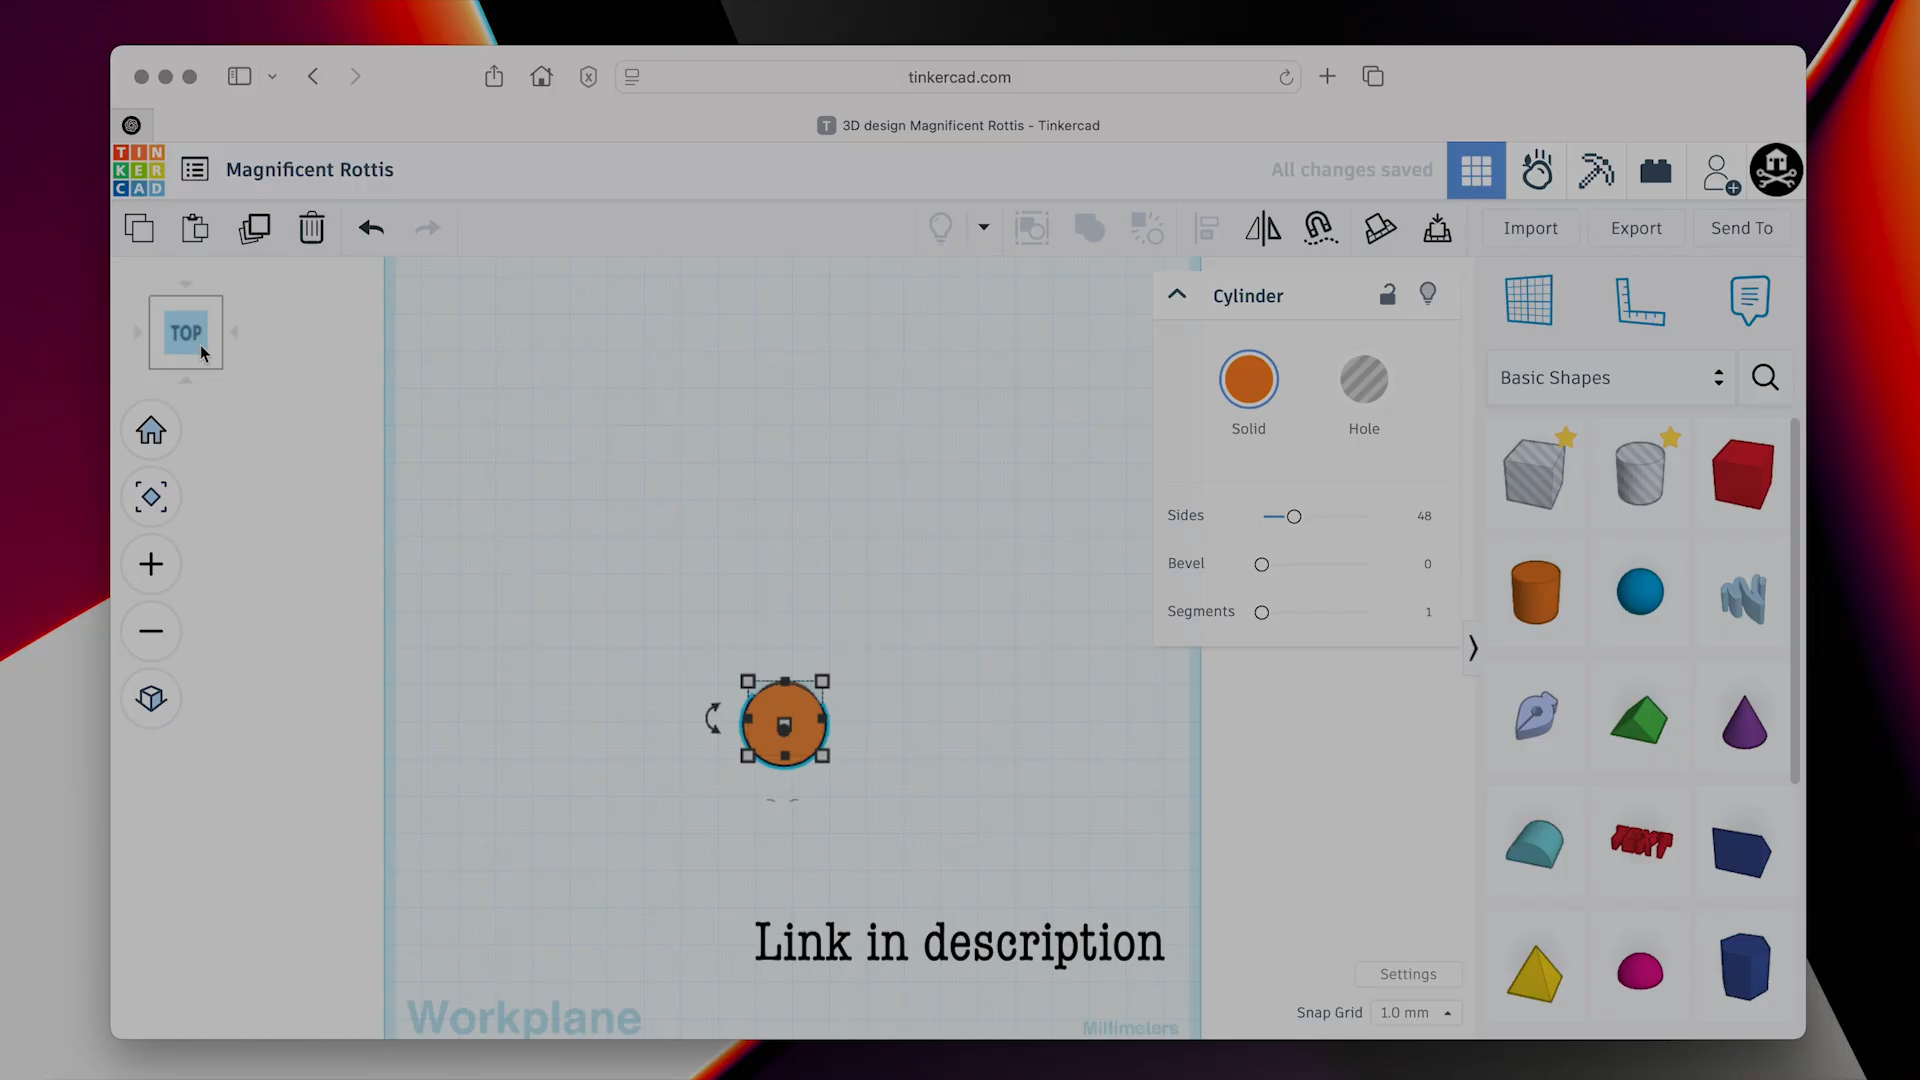 tinkercad.com
T 3D design Magnificent Rottis - Tinkercad
TIN
KER
CAD
Magnificent Rottis
All changes saved
Import
Export
Send To
TOP
Cylinder
Solid
Hole
Sides
48
Bevel
0
Segments
1
Basic Shapes
TEXT
Link in description
Workplane
Millimeters
Settings
Snap Grid
1.0 mm